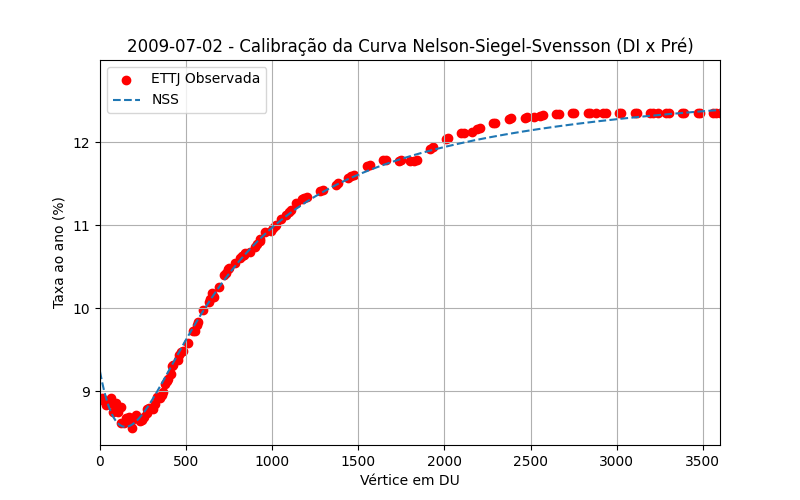 2009-07-02 - Calibração da Curva Nelson-Siegel-Svensson (DI x Pré)
ETTJ Observada
NSS
Taxa ao ano (%)
12
11
10
9
0 500 1000 1500 2000 2500 3000 3500
Vértice em DU